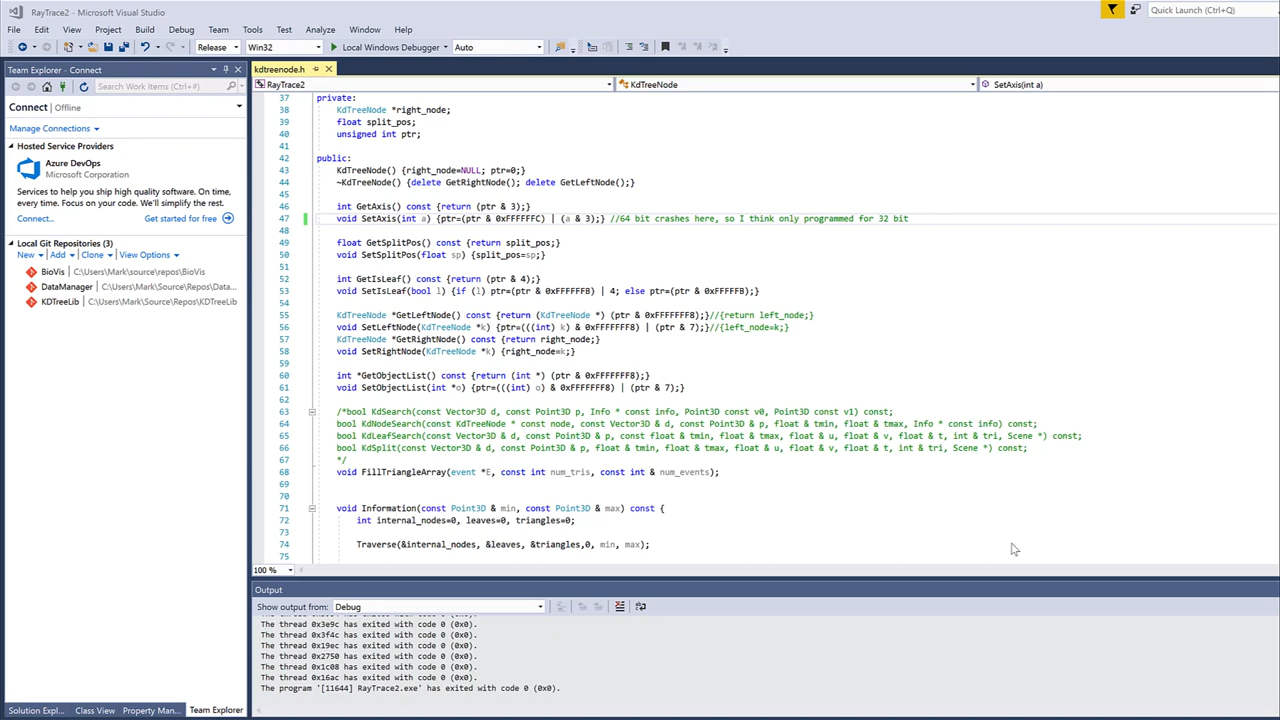 RayTrace2 - Microsoft Visual Studio
Quick Launch (Ctrl+Q)
File Edit View Project Build Debug Team Tools Test Analyze Window Help
Release Win32 Local Windows Debugger Auto
Team Explorer - Connect
Search Work Items (Ctrl+')
Connect | Offline
Manage Connections
Hosted Service Providers
Azure DevOps
Microsoft Corporation
Services to help you ship high quality software. On
every platform. Focus on your code. We'll simplify the rest.
Connect... Get started for free
Local Git Repositories (3)
New | Add | Clone | View Options
BioVis C:\Users\Mark\source\repos\BioVis
DataManager C:\Users\Mark\Source\Repos\Data...
KDTreeLib C:\Users\Mark\Source\Repos\KDTreeLib
Solution Expl... Class View Property Man... Team Explorer
kdtreenode.h
RayTrace2 KdTreeNode SetAxis(int a)
37 private:
38 KdTreeNode *right_node;
39 float split_pos;
40 unsigned int ptr;
41
42 public:
43 KdTreeNode() {right_node=NULL; ptr=0;}
44 ~KdTreeNode() {delete GetRightNode(); delete GetLeftNode();}
45
46 int GetAxis() const {return (ptr & 3);}
47 void SetAxis(int a) {ptr=(ptr & 0xFFFFFFFC) | (a & 3);} //64 bit crashes here, so I think only programmed for 32 bit
48
49 float GetSplitPos() const {return split_pos;}
50 void SetSplitPos(float sp) {split_pos=sp;}
51
52 int GetIsLeaf() const {return (ptr & 4);}
53 void SetIsLeaf(bool l) {if (l) ptr=(ptr & 0xFFFFFFFB) | 4; else ptr=(ptr & 0xFFFFFFFB);}
54
55 KdTreeNode *GetLeftNode() const {return (KdTreeNode *) (ptr & 0xFFFFFFF8);}//{return left_node;}
56 void SetLeftNode(KdTreeNode *k) {ptr=(((int) k) & 0xFFFFFFF8) | (ptr & 7);}//{left_node=k;}
57 KdTreeNode *GetRightNode() const {return right_node;}
58 void SetRightNode(KdTreeNode *k) {right_node=k;}
59
60 int *GetObjectList() const {return (int *) (ptr & 0xFFFFFFF8);}
61 void SetObjectList(int *o) {ptr=(((int) o) & 0xFFFFFFF8) | (ptr & 7);}
62
63 /*bool KdSearch(const Vector3D d, const Point3D p, Info * const info, Point3D const v0, Point3D const v1) const;
64 bool KdNodeSearch(const KdTreeNode * const node, const Vector3D & d, const Point3D & p, float & tmin, float & tmax, Info * const info) const;
65 bool KdLeafSearch(const Vector3D & d, const Point3D & p, const float & tmin, float & tmax, float & u, float & v, float & t, int & tri, Scene *) const;
66 bool KdSplit(const Vector3D & d, const Point3D & p, float & tmin, float & tmax, float & u, float & v, float & t, int & tri, Scene *) const;
67 */
68 void FillTriangleArray(event *E, const int num_tris, const int & num_events);
69
70
71 void Information(const Point3D & min, const Point3D & max) const {
72 int internal_nodes=0, leaves=0, triangles=0;
73
74 Traverse(&internal_nodes, &leaves, &triangles,0, min, max);
75
100 %
Output
Show output from: Debug
The thread 0x3e9c has exited with code 0 (0x0).
The thread 0x3f4c has exited with code 0 (0x0).
The thread 0x19ec has exited with code 0 (0x0).
The thread 0x2750 has exited with code 0 (0x0).
The thread 0x1c08 has exited with code 0 (0x0).
The thread 0x16ac has exited with code 0 (0x0).
The program '[11644] RayTrace2.exe' has exited with code 0 (0x0).